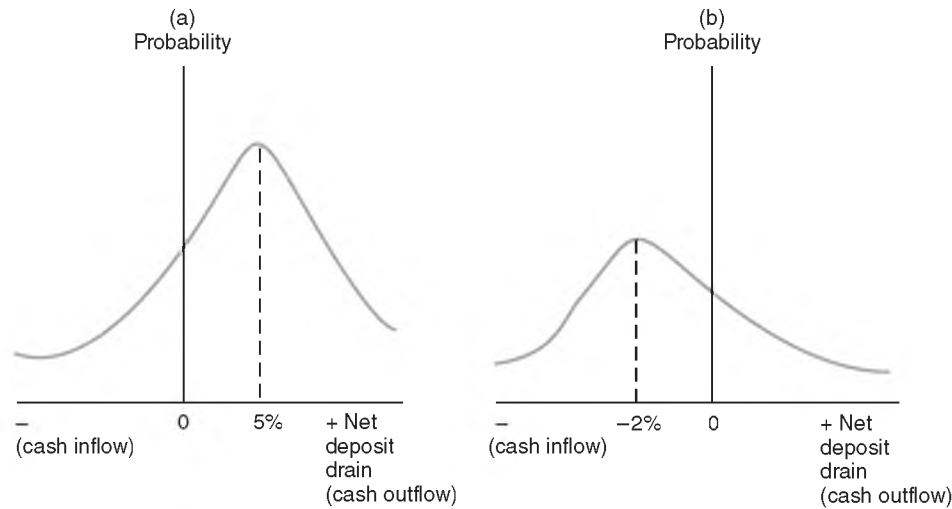 (a)
Probability
–
(cash inflow)
0
5%
+ Net
deposit
drain
(cash outflow)
(b)
Probability
–
(cash inflow)
−2%
0
+ Net
deposit
drain
(cash outflow)